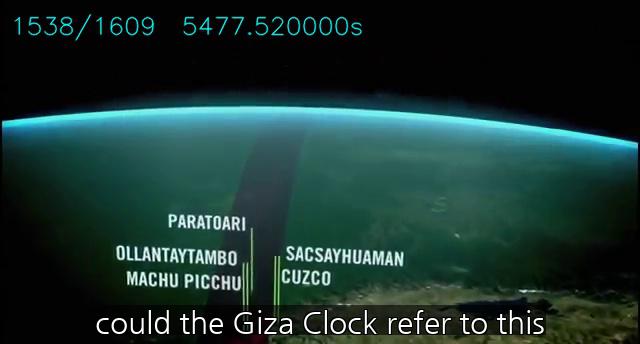 1538/1609 5477.520000s
PARATOARI
OLLANTAYTAMBO SACSAYHUAMAN
MACHU PICCHU CUZCO
could the Giza Clock refer to this